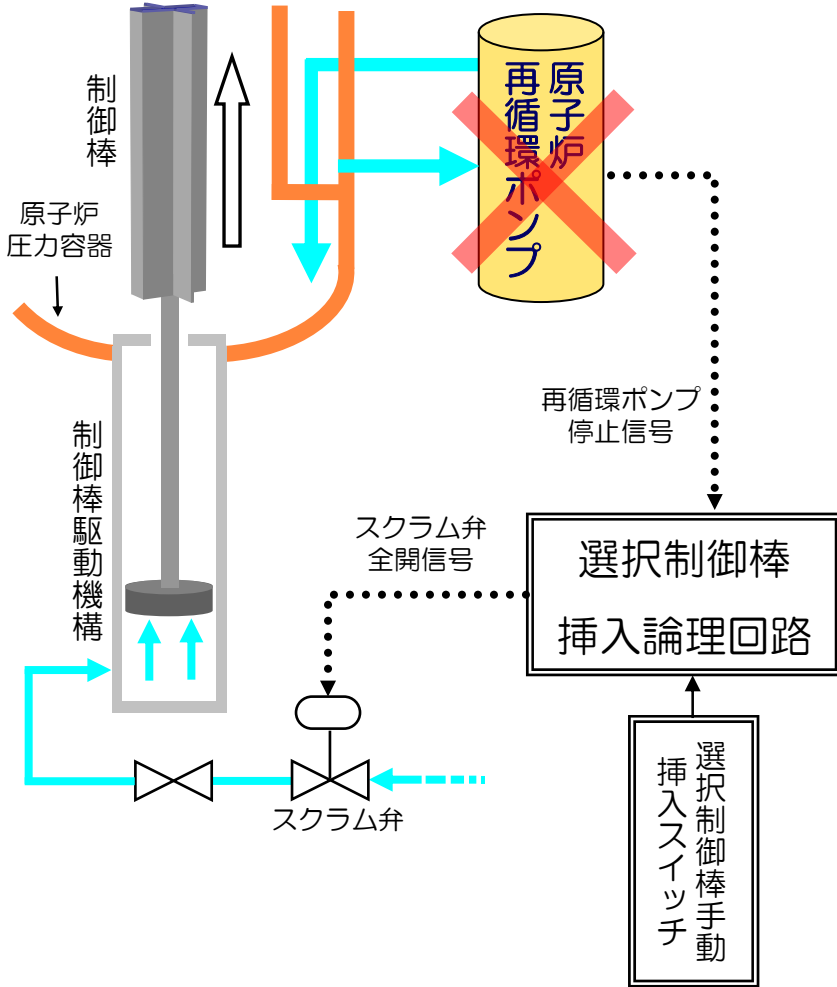 制御棒
原子炉
圧力容器
原子炉
再循環ポンプ
再循環ポンプ
停止信号
制御棒駆動機構
スクラム弁
全開信号
選択制御棒
挿入論理回路
スクラム弁
選択制御棒手動
挿入スイッチ